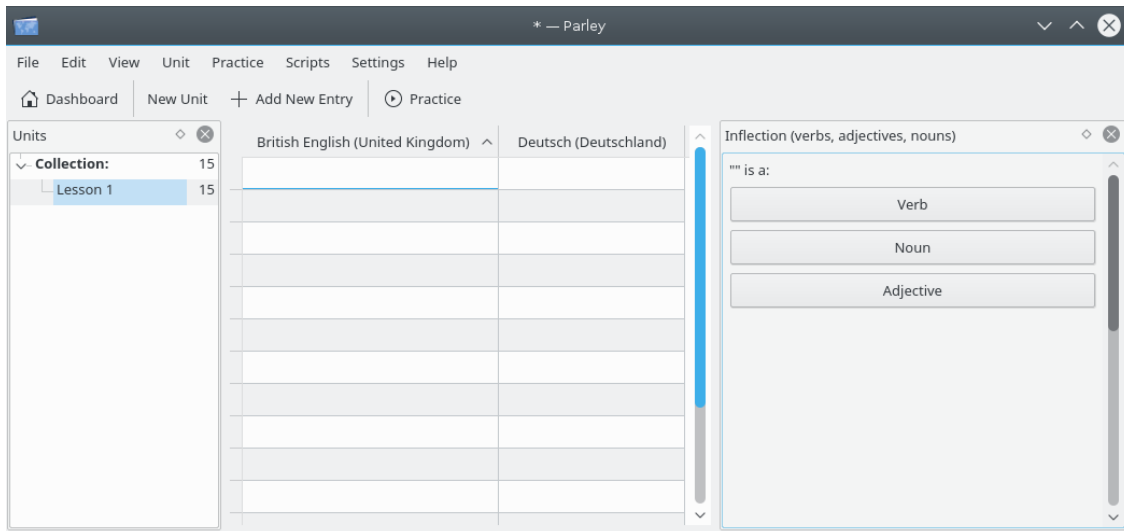 * — Parley
File Edit View Unit Practice Scripts Settings Help
Dashboard New Unit Add New Entry Practice
Units
Collection: 15
Lesson 1 15
British English (United Kingdom) Deutsch (Deutschland)
Inflection (verbs, adjectives, nouns)
"" is a:
Verb
Noun
Adjective